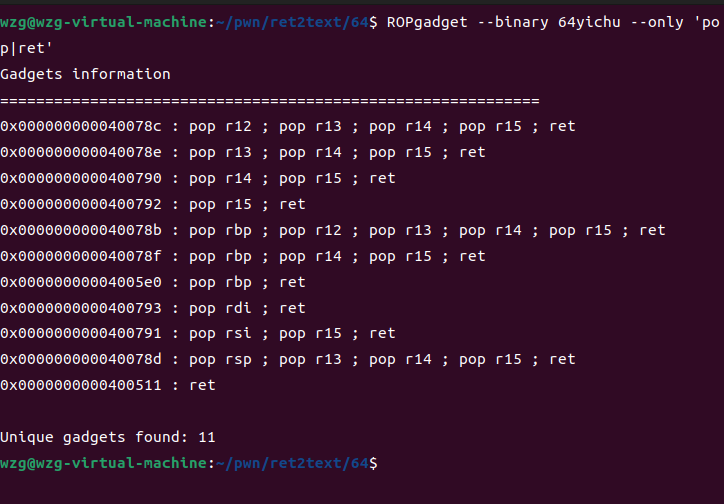 wzg@wzg-virtual-machine:~/pwn/ret2text/64$ ROPgadget --binary 64yichu --only 'po
p|ret'
Gadgets information
============================================================
0x000000000040078c : pop r12 ; pop r13 ; pop r14 ; pop r15 ; ret
0x000000000040078e : pop r13 ; pop r14 ; pop r15 ; ret
0x0000000000400790 : pop r14 ; pop r15 ; ret
0x0000000000400792 : pop r15 ; ret
0x000000000040078b : pop rbp ; pop r12 ; pop r13 ; pop r14 ; pop r15 ; ret
0x000000000040078f : pop rbp ; pop r14 ; pop r15 ; ret
0x00000000004005e0 : pop rbp ; ret
0x0000000000400793 : pop rdi ; ret
0x0000000000400791 : pop rsi ; pop r15 ; ret
0x000000000040078d : pop rsp ; pop r13 ; pop r14 ; pop r15 ; ret
0x0000000000400511 : ret
Unique gadgets found: 11
wzg@wzg-virtual-machine:~/pwn/ret2text/64$